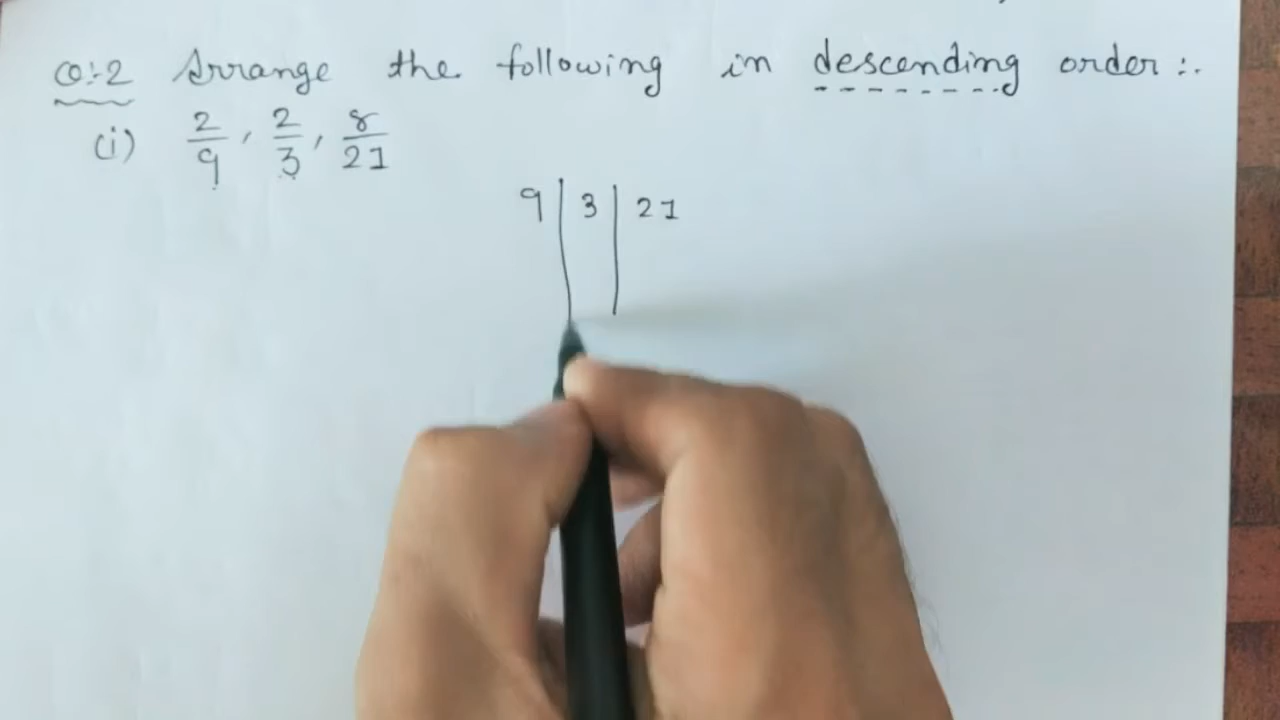 Q:-2 Arrange the following in descending order :-
(i) 2/9, 2/3, 8/21
9 | 3 | 21